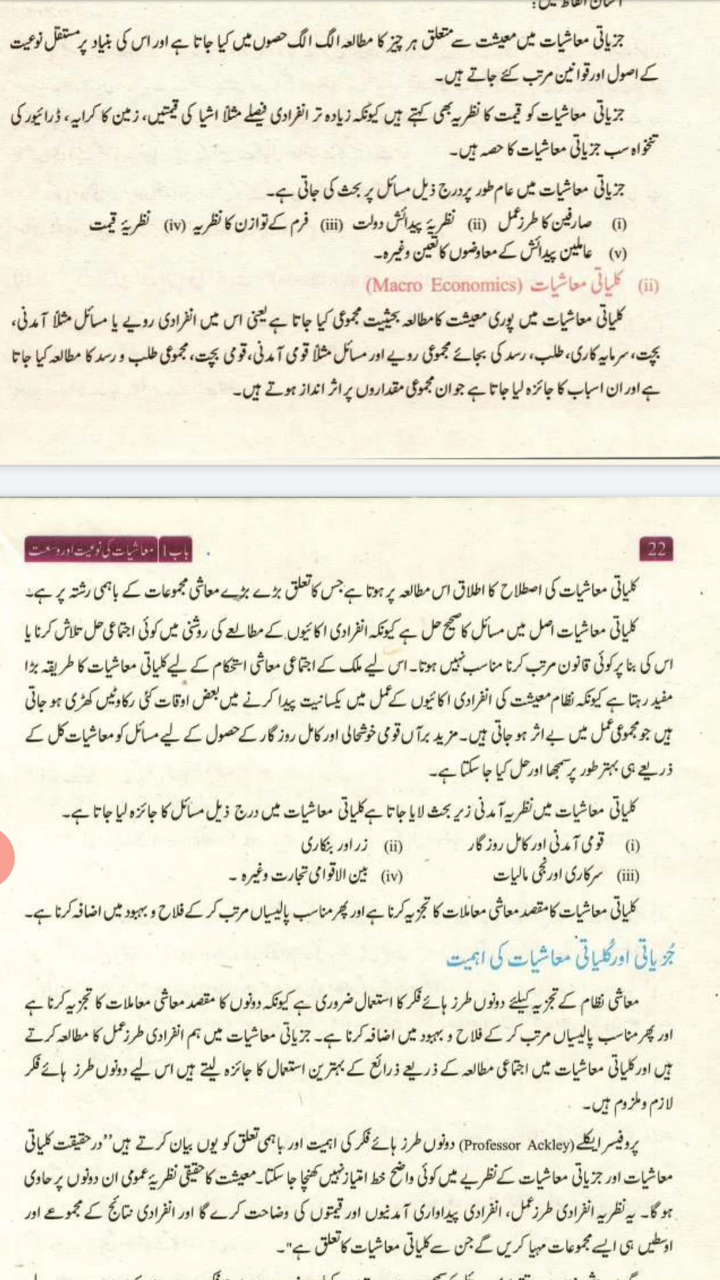 جزیاتی معاشیات میں معیشت سے متعلق ہر چیز کا مطالعہ الگ الگ حصوں میں کیا جاتا ہے اور اس کی بنیاد پر مستقل نوعیت
کے اصول اور قوانین مرتب کئے جاتے ہیں۔
جزیاتی معاشیات کو قیمت کا نظریہ بھی کہتے ہیں کیونکہ زیادہ تر انفرادی فیصلے مثلاً اشیا کی قیمتیں، زمین کا کرایہ، ڈرائیور کی
تنخواہ سب جزیاتی معاشیات کا حصہ ہیں۔
جزیاتی معاشیات میں عام طور پر درج ذیل مسائل پر بحث کی جاتی ہے۔
(i) صارفین کا طرز عمل (ii) نظریۂ پیدائش دولت (iii) فرم کے توازن کا نظریہ (iv) نظریۂ قیمت
(v) عاملین پیدائش کے معاوضوں کا تعین وغیرہ۔
(ii) کلیاتی معاشیات (Macro Economics)
کلیاتی معاشیات میں پوری معیشت کا مطالعہ بحیثیت مجموعی کیا جاتا ہے یعنی اس میں انفرادی رویے یا مسائل مثلاً آمدنی،
بچت، سرمایہ کاری، طلب، رسد کی بجائے مجموعی رویے اور مسائل مثلاً قومی آمدنی، قومی بچت، مجموعی طلب و رسد کا مطالعہ کیا جاتا
ہے اور ان اسباب کا جائزہ لیا جاتا ہے جو ان مجموعی مقداروں پر اثر انداز ہوتے ہیں۔
22 باب 1 معاشیات کی نوعیت اور وسعت
کلیاتی معاشیات کی اصطلاح کا اطلاق اس مطالعہ پر ہوتا ہے جس کا تعلق بڑے بڑے معاشی مجموعات کے باہمی رشتہ پر ہے۔
کلیاتی معاشیات اصل میں مسائل کا صحیح حل ہے کیونکہ انفرادی اکائیوں کے مطالعے کی روشنی میں کوئی اجتماعی حل تلاش کرنا یا
اس کی بنا پر کوئی قانون مرتب کرنا مناسب نہیں ہوتا۔ اس لیے ملک کے اجتماعی معاشی استحکام کے لیے کلیاتی معاشیات کا طریقہ بڑا
مفید رہتا ہے کیونکہ نظام معیشت کی انفرادی اکائیوں کے عمل میں یکسانیت پیدا کرنے میں بعض اوقات کئی رکاوٹیں کھڑی ہو جاتی
ہیں جو مجموعی عمل میں بے اثر ہو جاتی ہیں۔ مزید برآں قومی خوشحالی اور کامل روزگار کے حصول کے لیے مسائل کو معاشیات کل کے
ذریعے ہی بہتر طور پر سمجھا اور حل کیا جا سکتا ہے۔
کلیاتی معاشیات میں نظریہ آمدنی زیر بحث لایا جاتا ہے کلیاتی معاشیات میں درج ذیل مسائل کا جائزہ لیا جاتا ہے۔
(i) قومی آمدنی اور کامل روزگار (ii) زر اور بنکاری
(iii) سرکاری اور نجی مالیات (iv) بین الاقوامی تجارت وغیرہ ۔
کلیاتی معاشیات کا مقصد معاشی معاملات کا تجزیہ کرنا ہے اور پھر مناسب پالیسیاں مرتب کر کے فلاح و بہبود میں اضافہ کرنا ہے۔
جُزیاتی اور کُلیاتی معاشیات کی اہمیت
معاشی نظام کے تجزیہ کیلئے دونوں طرز ہائے فکر کا استعمال ضروری ہے کیونکہ دونوں کا مقصد معاشی معاملات کا تجزیہ کرنا ہے
اور پھر مناسب پالیسیاں مرتب کر کے فلاح و بہبود میں اضافہ کرنا ہے۔ جزیاتی معاشیات میں ہم انفرادی طرز عمل کا مطالعہ کرتے
ہیں اور کلیاتی معاشیات میں اجتماعی مطالعہ کے ذریعے ذرائع کے بہترین استعمال کا جائزہ لیتے ہیں اس لیے دونوں طرز ہائے فکر
لازم و ملزوم ہیں۔
پروفیسر ایکلے (Professor Ackley) دونوں طرز ہائے فکر کی اہمیت اور باہمی تعلق کو یوں بیان کرتے ہیں "در حقیقت کلیاتی
معاشیات اور جزیاتی معاشیات کے نظریے میں کوئی واضح خط امتیاز نہیں کھنچا جا سکتا۔ معیشت کا حقیقی نظریۂ عمومی ان دونوں پر حاوی
ہو گا۔ یہ نظریہ انفرادی طرز عمل، انفرادی پیداواری آمدنیوں اور قیمتوں کی وضاحت کرے گا اور انفرادی نتائج کے مجموعے اور
اوسطیں ہی ایسے مجموعات مہیا کریں گے جن سے کلیاتی معاشیات کا تعلق ہے"۔